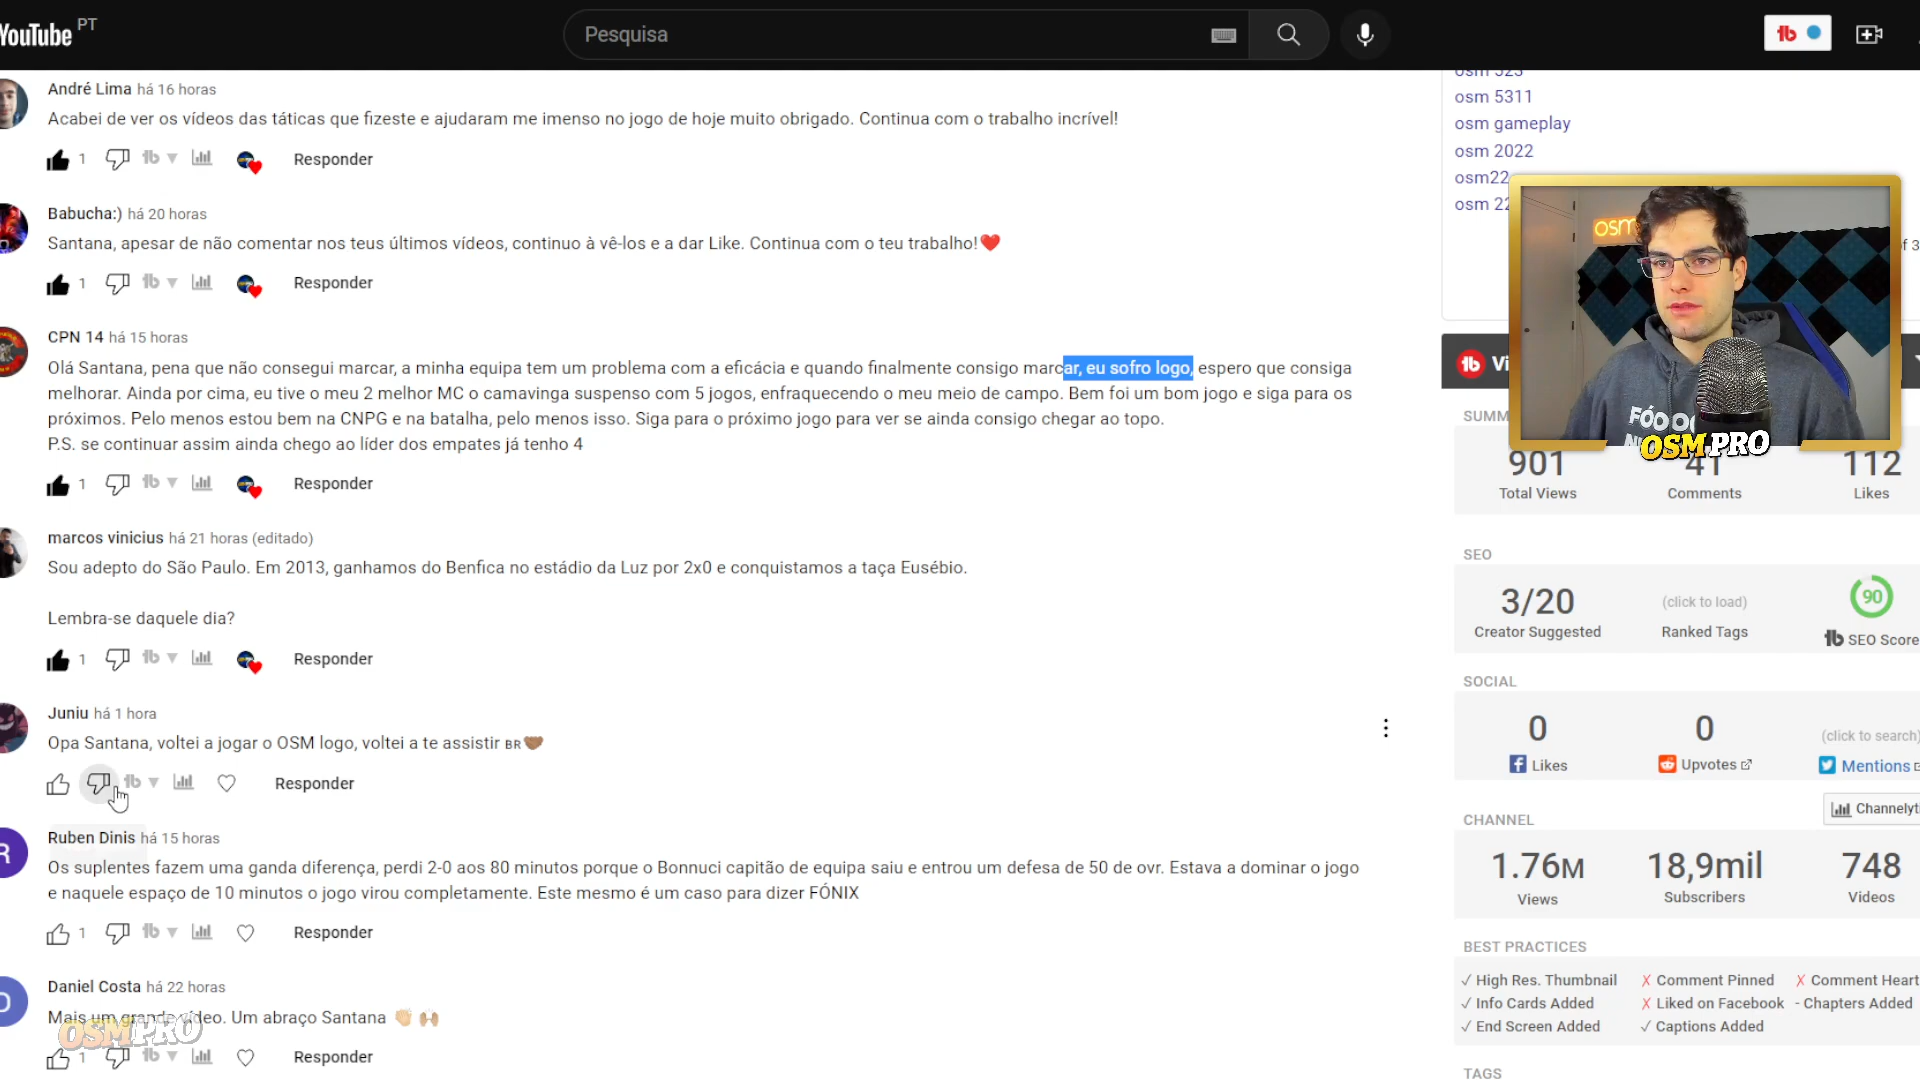 YouTube PT
Pesquisa
André Lima há 16 horas
Acabei de ver os vídeos das táticas que fizeste e ajudaram me imenso no jogo de hoje muito obrigado. Continua com o trabalho incrível!
1
Responder
Babucha:) há 20 horas
Santana, apesar de não comentar nos teus últimos vídeos, continuo à vê-los e a dar Like. Continua com o teu trabalho!❤️
1
Responder
CPN 14 há 15 horas
Olá Santana, pena que não consegui marcar, a minha equipa tem um problema com a eficácia e quando finalmente consigo marcar, eu sofro logo, espero que consiga
melhorar. Ainda por cima, eu tive o meu 2 melhor MC o camavinga suspenso com 5 jogos, enfraquecendo o meu meio de campo. Bem foi um bom jogo e siga para os
próximos. Pelo menos estou bem na CNPG e na batalha, pelo menos isso. Siga para o próximo jogo para ver se ainda consigo chegar ao topo.
P.S. se continuar assim ainda chego ao líder dos empates já tenho 4
1
Responder
marcos vinicius há 21 horas (editado)
Sou adepto do São Paulo. Em 2013, ganhamos do Benfica no estádio da Luz por 2x0 e conquistamos a taça Eusébio.
Lembra-se daquele dia?
1
Responder
Juniu há 1 hora
Opa Santana, voltei a jogar o OSM logo, voltei a te assistir BR
Responder
Ruben Dinis há 15 horas
Os suplentes fazem uma ganda diferença, perdi 2-0 aos 80 minutos porque o Bonnuci capitão de equipa saiu e entrou um defesa de 50 de ovr. Estava a dominar o jogo
e naquele espaço de 10 minutos o jogo virou completamente. Este mesmo é um caso para dizer FÓNIX
1
Responder
Daniel Costa há 22 horas
Mais um grande vídeo. Um abraço Santana
OSM PRO
1
Responder
osm 523
osm 5311
osm gameplay
osm 2022
osm22
osm 22
of 3
osm
OSM PRO
901
Total Views
41
Comments
112
Likes
SEO
3/20
Creator Suggested
(click to load)
Ranked Tags
90
SEO Score
SOCIAL
0
Likes
0
Upvotes
(click to search)
Mentions
Channelyti
CHANNEL
1.76M
Views
18,9mil
Subscribers
748
Videos
BEST PRACTICES
✓ High Res. Thumbnail
✗ Comment Pinned
✗ Comment Heart
✓ Info Cards Added
✗ Liked on Facebook
- Chapters Added
✓ End Screen Added
✓ Captions Added
TAGS